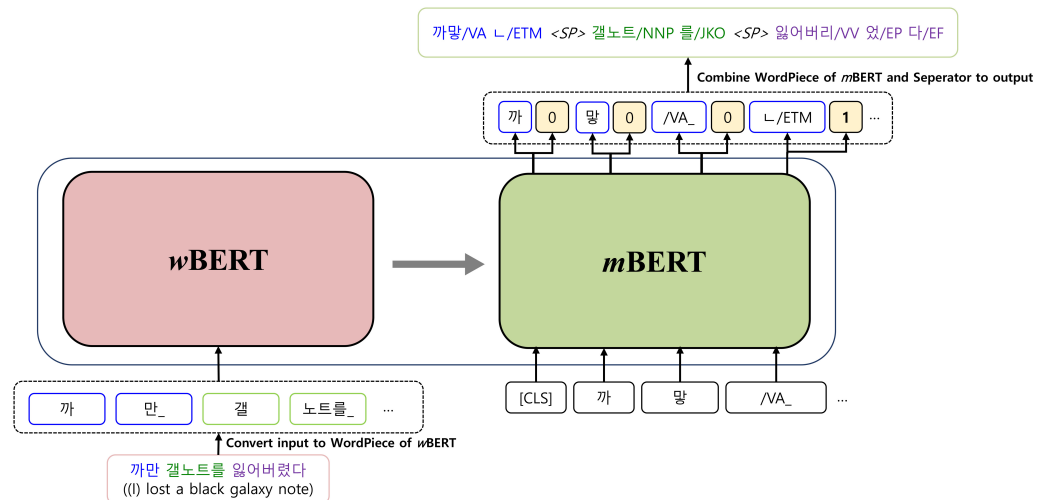 까맣/VA ㄴ/ETM <SP> 갤노트/NNP 를/JKO <SP> 잃어버리/VV 었/EP 다/EF
Combine WordPiece of mBERT and Seperator to output
까 0 맣 0 /VA_ 0 ㄴ/ETM 1 ...
wBERT
mBERT
[CLS] 까 맣 /VA_ ...
까 만_ 갤 노트를_ ...
Convert input to WordPiece of wBERT
까만 갤노트를 잃어버렸다
((I) lost a black galaxy note)